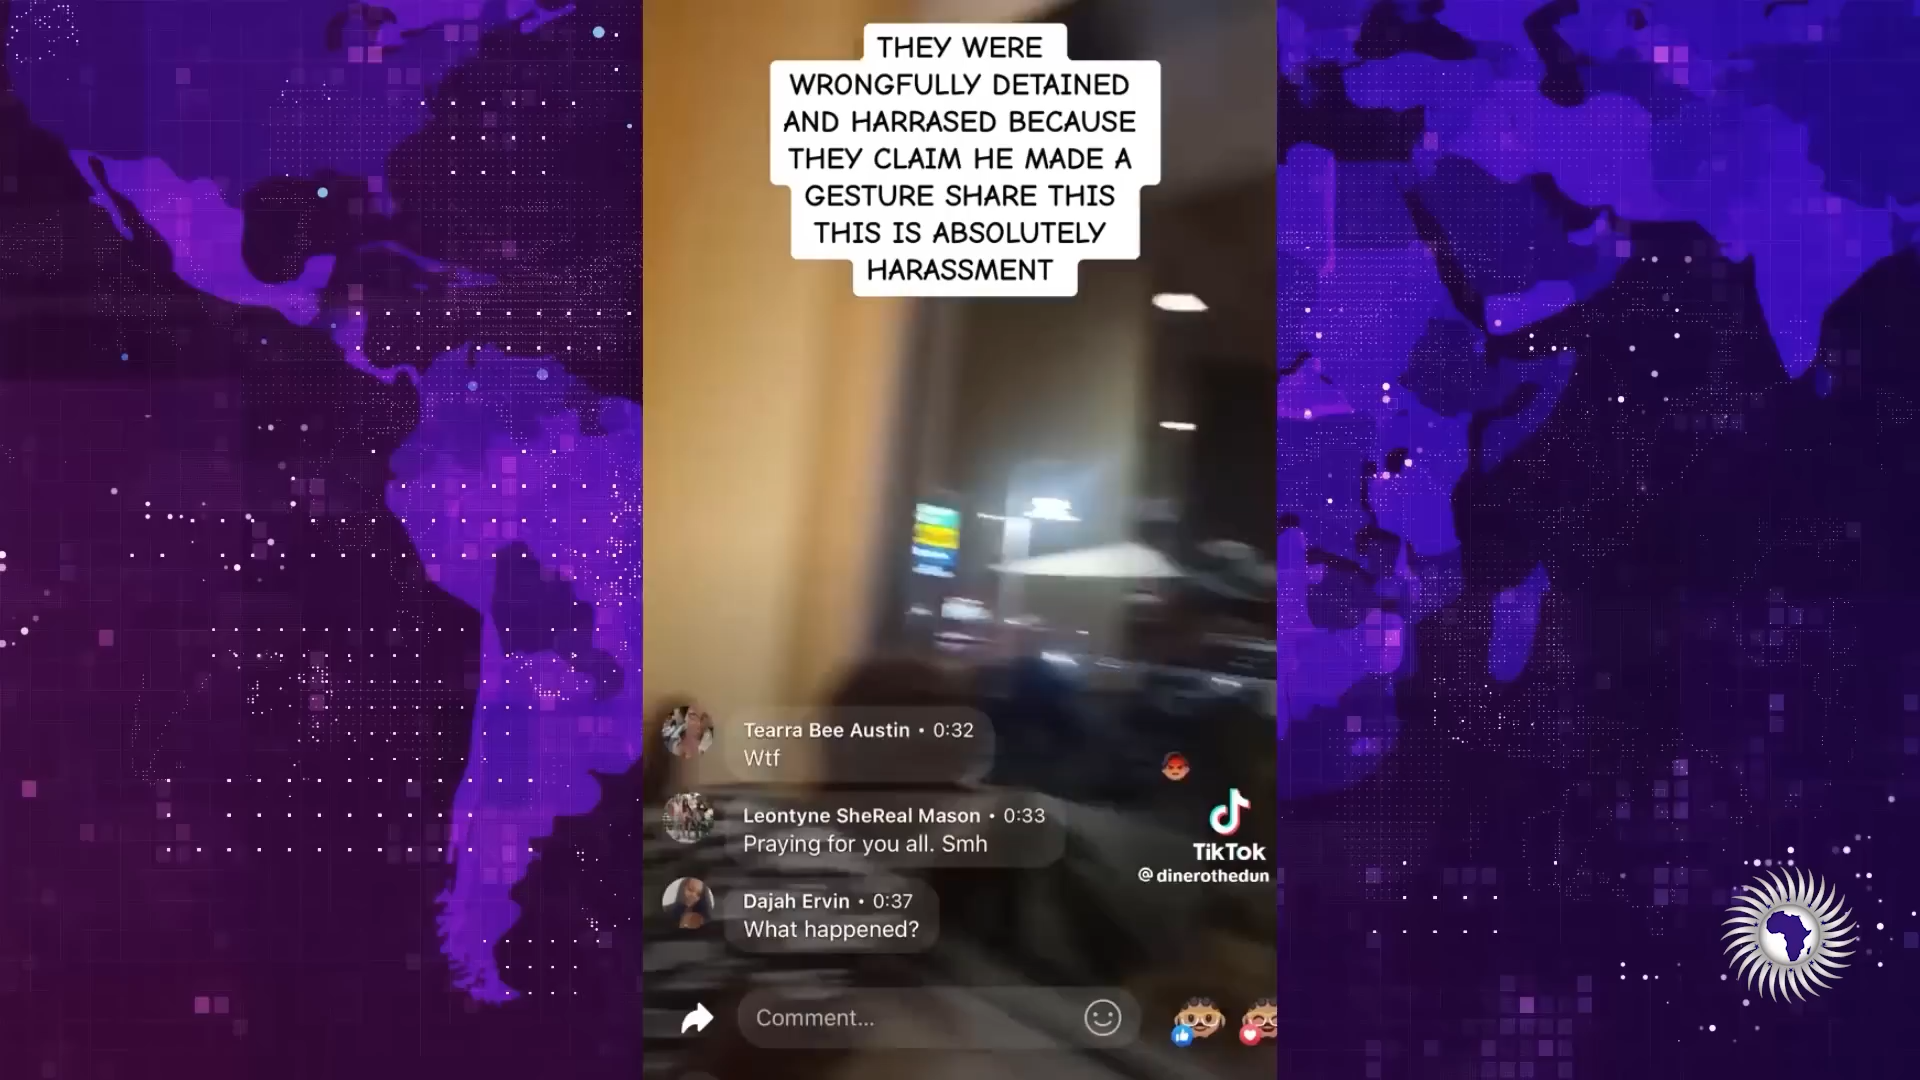 THEY WERE
WRONGFULLY DETAINED
AND HARRASED BECAUSE
THEY CLAIM HE MADE A
GESTURE SHARE THIS
THIS IS ABSOLUTELY
HARASSMENT
Tearra Bee Austin • 0:32
Wtf
Leontyne SheReal Mason • 0:33
Praying for you all. Smh
Dajah Ervin • 0:37
What happened?
TikTok
@dinerothedun
Comment...